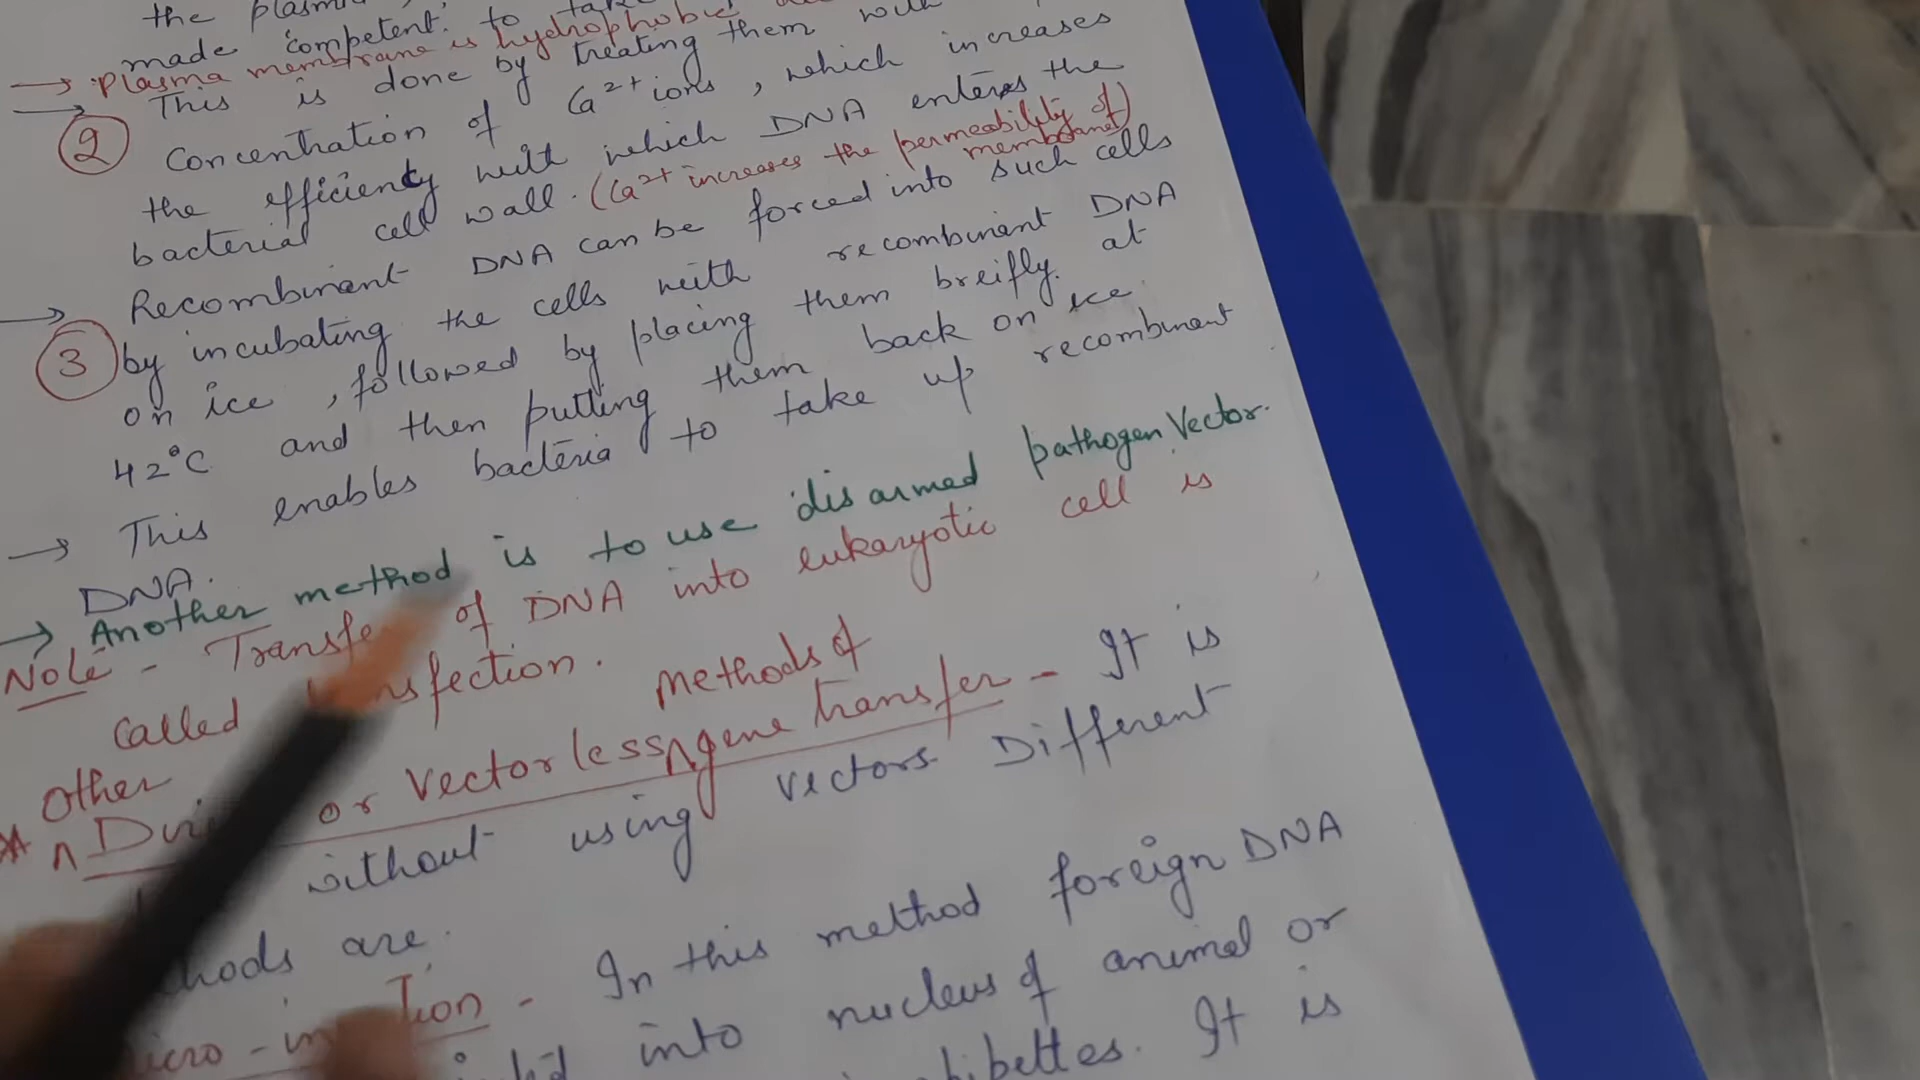 the plasmid
made competent. to take
→ Plasma membrane is hydrophobic
→ This is done by treating them with
② Concentration of Ca²⁺ ions, which increases
the efficiency with which DNA enters the
bacterial cell wall. (Ca²⁺ increases the permeability of membrane)
→ Recombinant DNA can be forced into such cells
③ by incubating the cells with recombinant DNA
on ice, followed by placing them breifly. at
42°C and then putting them back on ice.
→ This enables bacteria to take up recombinant
DNA.
→ Another method is to use disarmed pathogen Vector.
Note - Transfer of DNA into eukaryotic cell is
called transfection.
Other methods of
or Vectorless gene transfer - It is
without using vectors. Different
are.
- In this method foreign DNA
into nucleus of animal or
It is